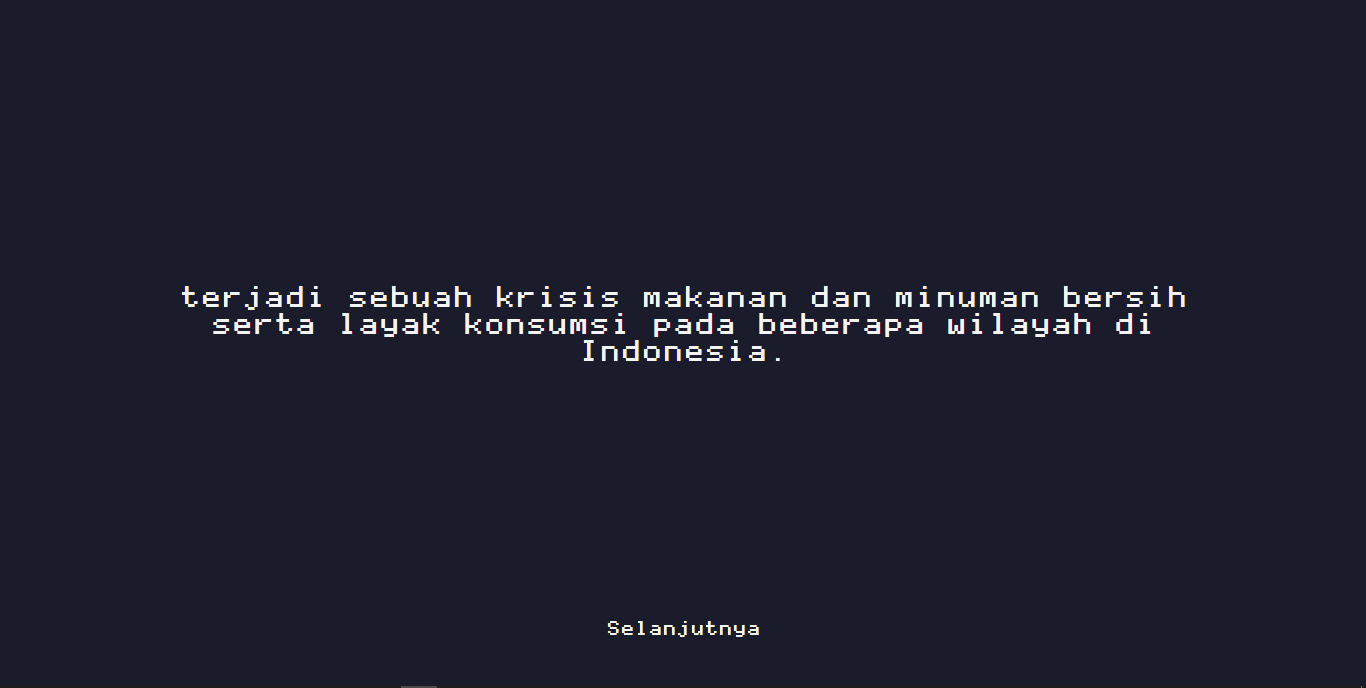 terjadi sebuah krisis makanan dan minuman bersih
serta layak konsumsi pada beberapa wilayah di
Indonesia.
Selanjutnya